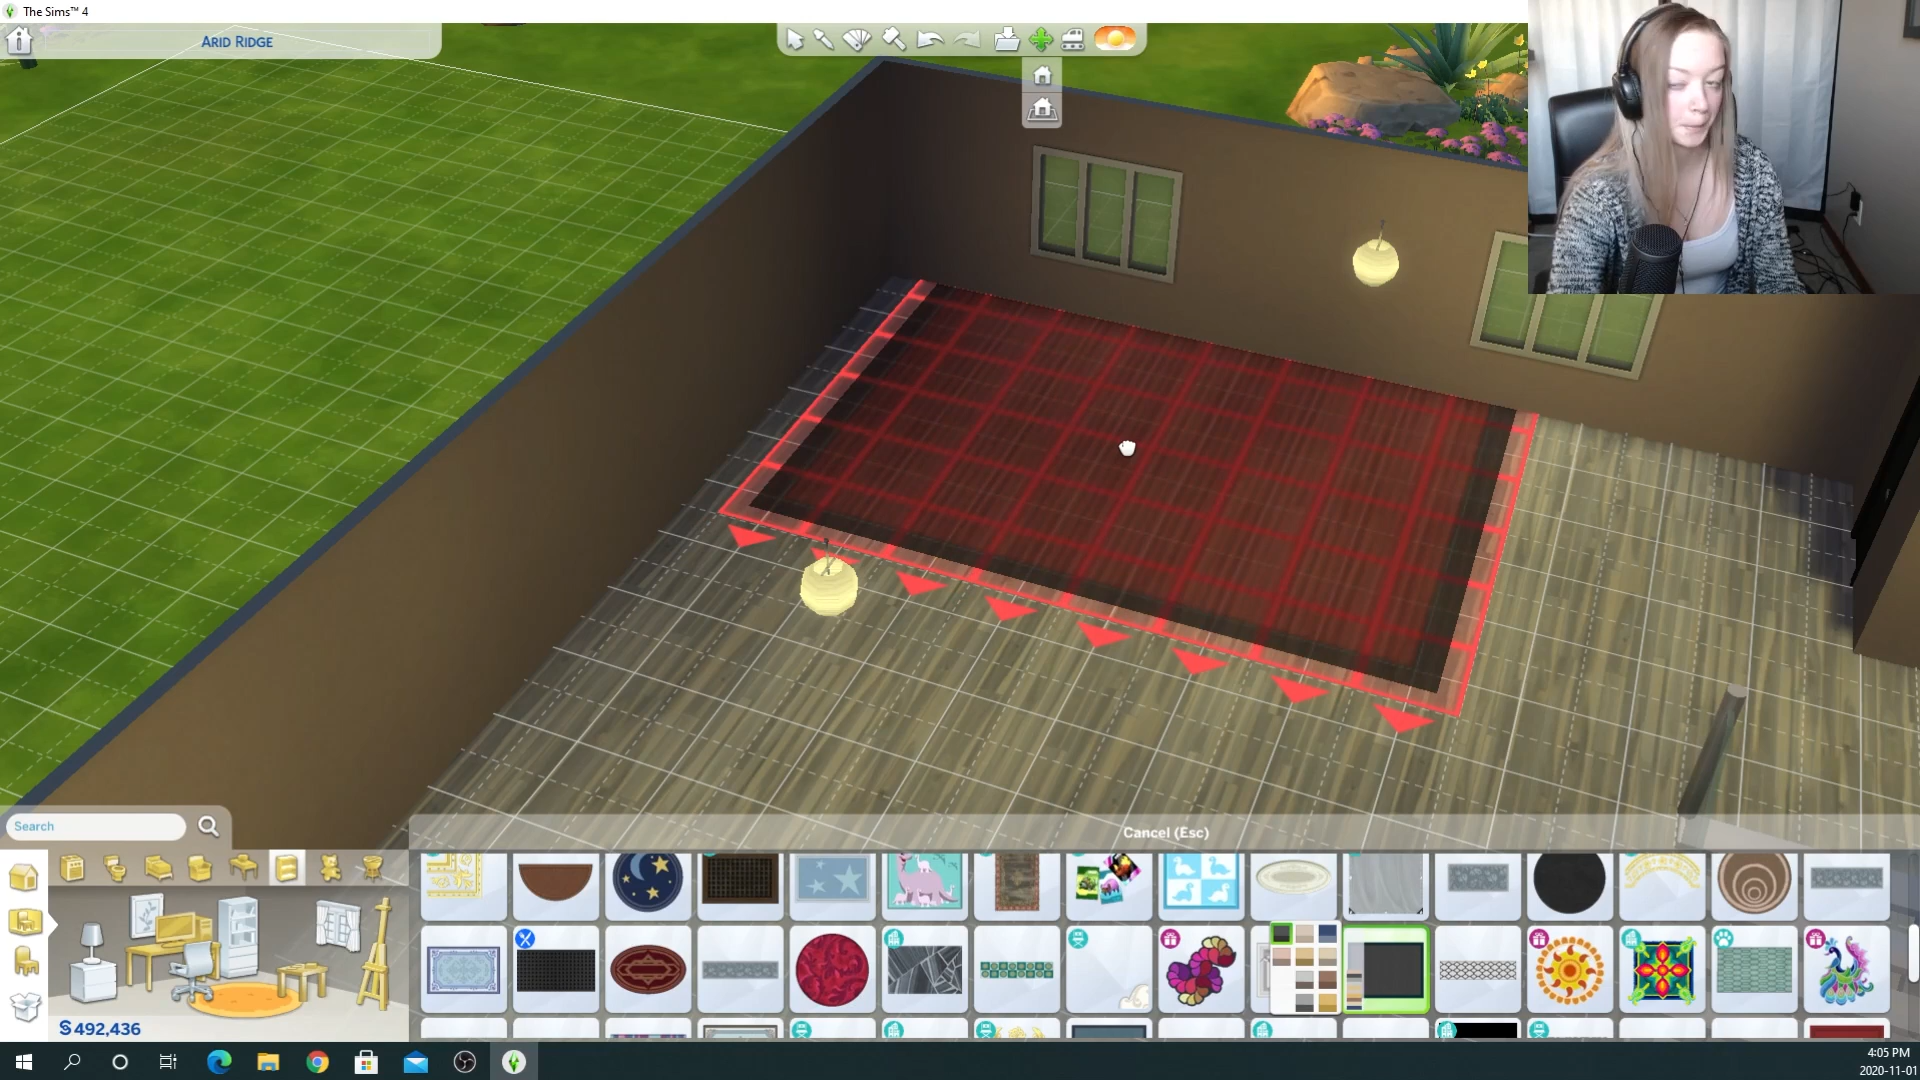 The Sims™ 4
ARID RIDGE
Cancel (Esc)
Search
§492,436
4:05 PM
2020-11-01